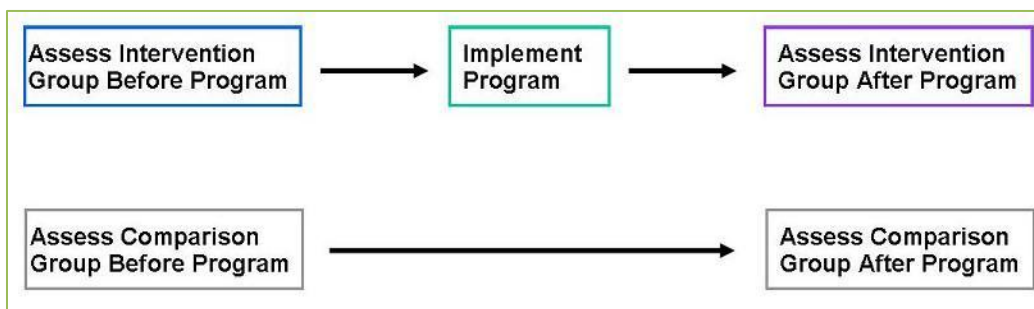 Assess Intervention
Group Before Program
Implement
Program
Assess Intervention
Group After Program
Assess Comparison
Group Before Program
Assess Comparison
Group After Program